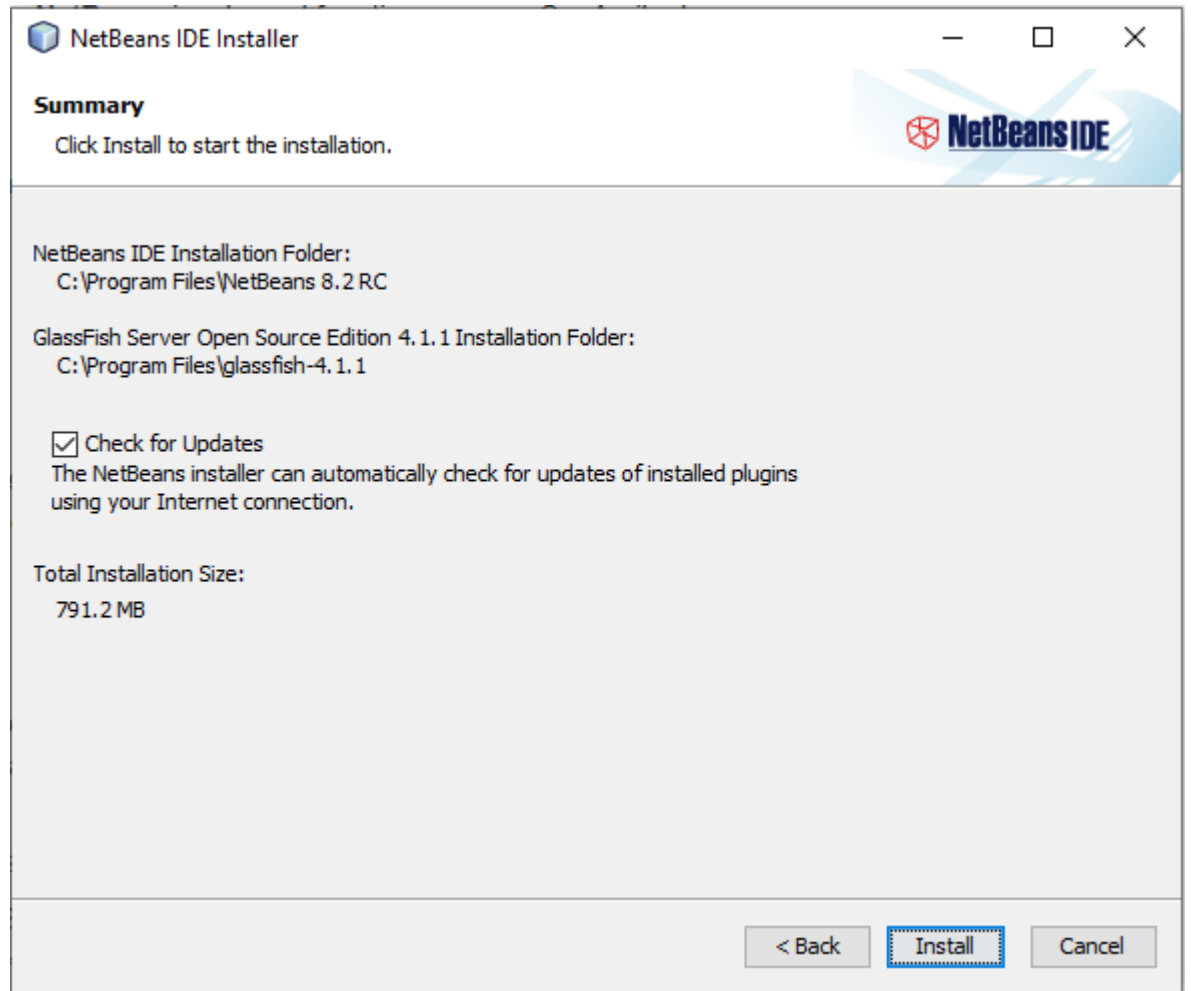 NetBeans IDE Installer
Summary
Click Install to start the installation.
NetBeans IDE
NetBeans IDE Installation Folder:
C:\Program Files\NetBeans 8.2 RC
GlassFish Server Open Source Edition 4.1.1 Installation Folder:
C:\Program Files\glassfish-4.1.1
Check for Updates
The NetBeans installer can automatically check for updates of installed plugins
using your Internet connection.
Total Installation Size:
791.2 MB
< Back
Install
Cancel